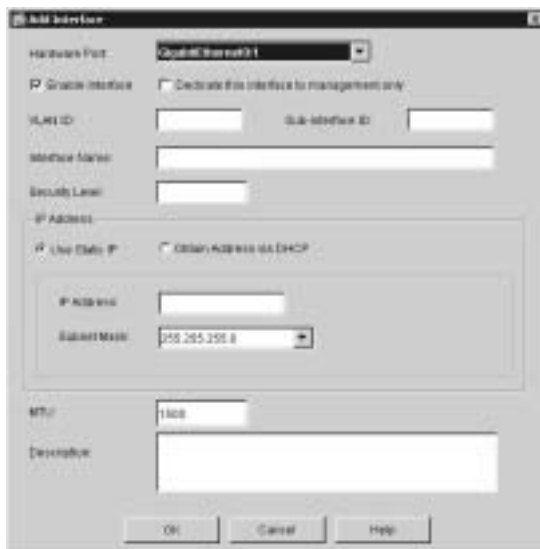 Add Interface
Hardware Port: GigabitEthernet0/1
Enable Interface Dedicate this interface to management only
VLAN ID: Sub-interface ID:
Interface Name:
Security Level:
IP Address
Use Static IP Obtain Address via DHCP
IP Address:
Subnet Mask: 255.255.255.0
MTU: 1500
Description:
OK Cancel Help